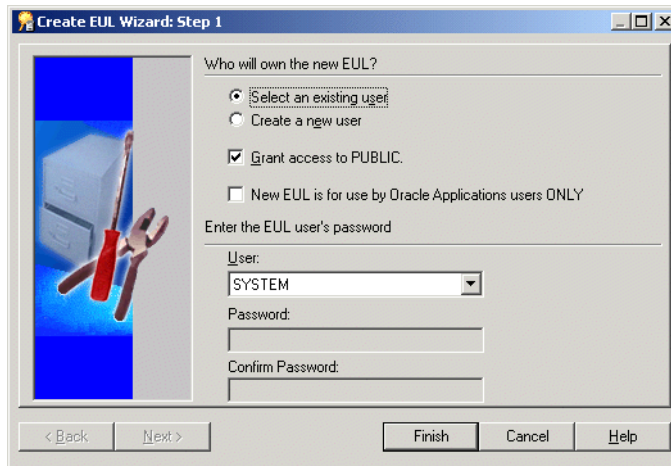 Create EUL Wizard: Step 1
Who will own the new EUL?
Select an existing user
Create a new user
Grant access to PUBLIC.
New EUL is for use by Oracle Applications users ONLY
Enter the EUL user's password
User:
SYSTEM
Password:
Confirm Password:
< Back Next > Finish Cancel Help